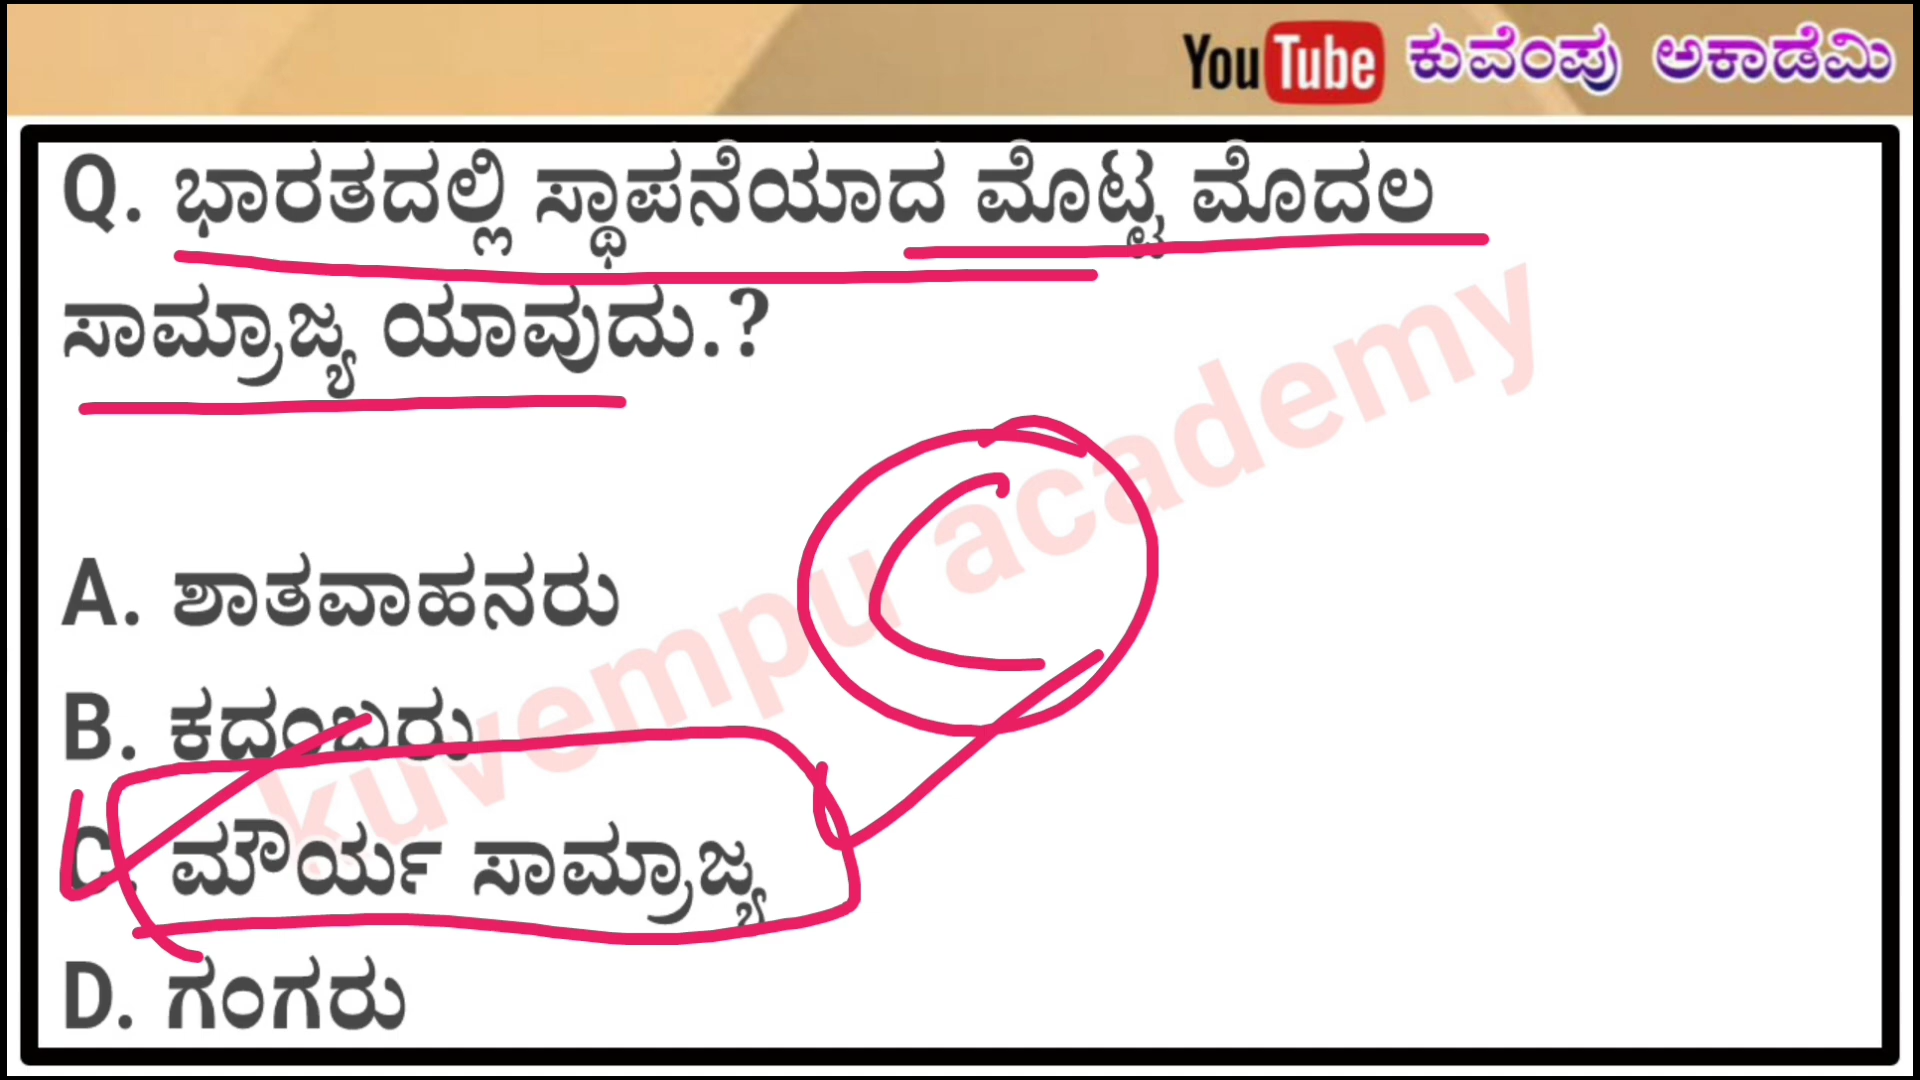 YouTube ಕುವೆಂಪು ಅಕಾಡೆಮಿ
Q. ಭಾರತದಲ್ಲಿ ಸ್ಥಾಪನೆಯಾದ ಮೊಟ್ಟ ಮೊದಲ
ಸಾಮ್ರಾಜ್ಯ ಯಾವುದು.?
A. ಶಾತವಾಹನರು
B. ಕದಂಬರು
C. ಮೌರ್ಯ ಸಾಮ್ರಾಜ್ಯ
D. ಗಂಗರು
C
kuvempu academy